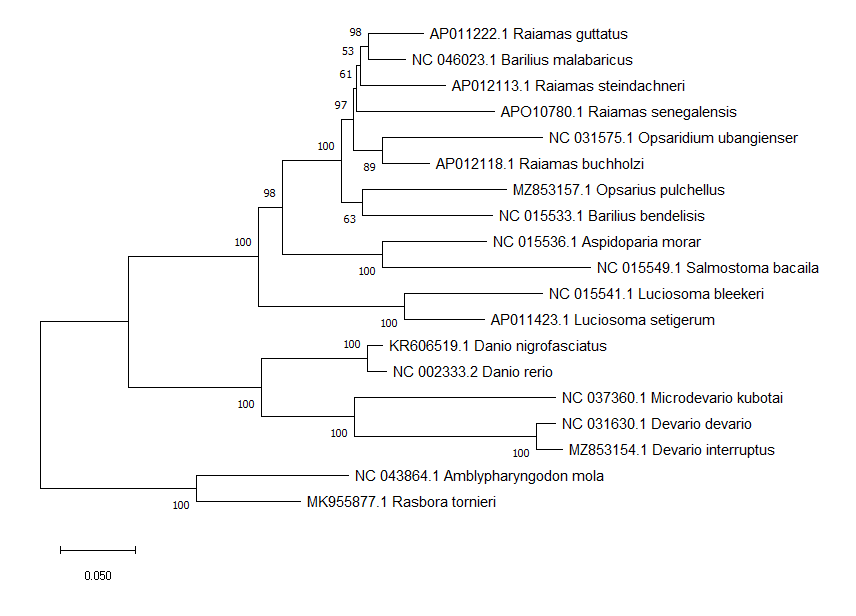 98
AP011222.1 Raiamas guttatus
53
NC 046023.1 Barilius malabaricus
61
AP012113.1 Raiamas steindachneri
97
APO10780.1 Raiamas senegalensis
NC 031575.1 Opsaridium ubangienser
100
89
AP012118.1 Raiamas buchholzi
98
MZ853157.1 Opsarius pulchellus
63
NC 015533.1 Barilius bendelisis
100
NC 015536.1 Aspidoparia morar
100
NC 015549.1 Salmostoma bacaila
NC 015541.1 Luciosoma bleekeri
100
AP011423.1 Luciosoma setigerum
100
KR606519.1 Danio nigrofasciatus
NC 002333.2 Danio rerio
100
NC 037360.1 Microdevario kubotai
100
NC 031630.1 Devario devario
100
MZ853154.1 Devario interruptus
NC 043864.1 Amblypharyngodon mola
100
MK955877.1 Rasbora tornieri
0.050